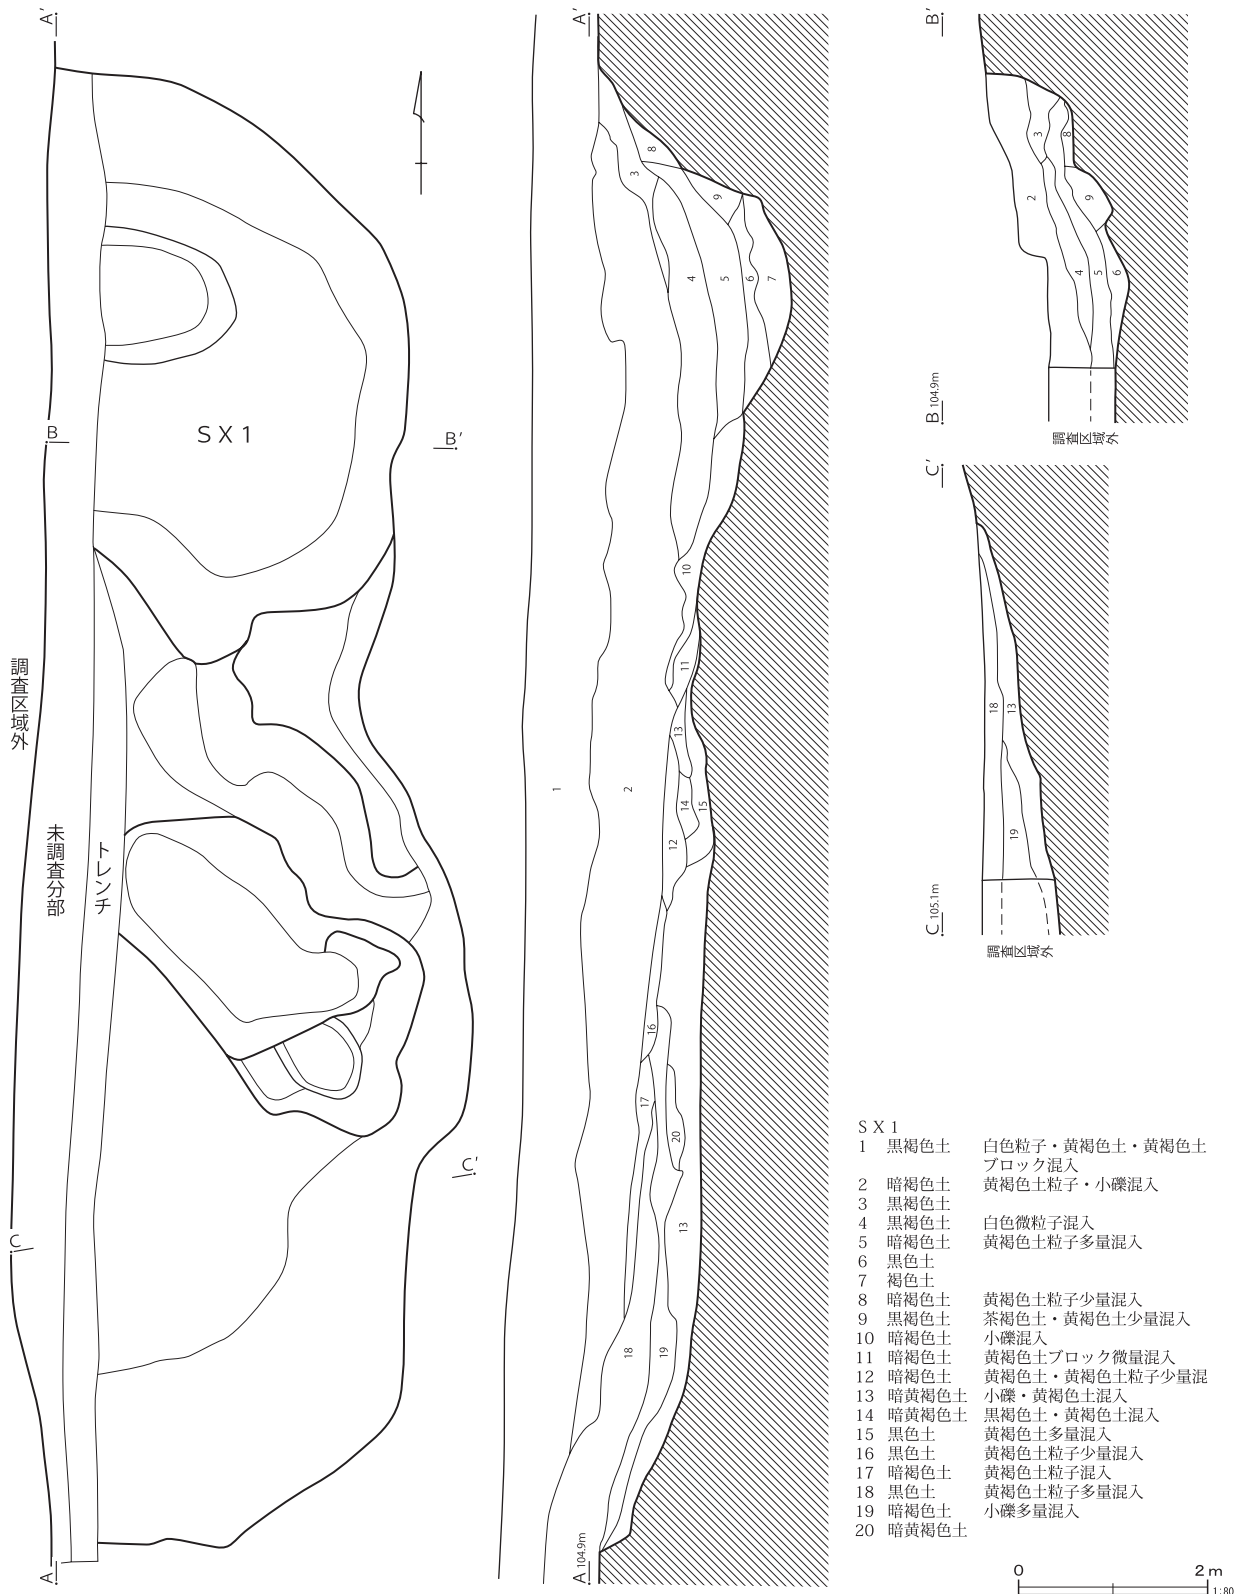 A′
A′
B′
8
3
4
5
6
7
9
3
8
2
9
4
5
6
B 104.9m
調査区域外
SX1
B
B′
C′
10
11
13
14
15
12
1
2
調査区域外
未調査分部
トレンチ
18
13
19
C 105.1m
調査区域外
16
17
20
13
18
19
C
C′
A
A 104.9m
SX1
1 黒褐色土 白色粒子・黄褐色土・黄褐色土
ブロック混入
2 暗褐色土 黄褐色土粒子・小礫混入
3 黒褐色土
4 黒褐色土 白色微粒子混入
5 暗褐色土 黄褐色土粒子多量混入
6 黒色土
7 褐色土
8 暗褐色土 黄褐色土粒子少量混入
9 黒褐色土 茶褐色土・黄褐色土少量混入
10 暗褐色土 小礫混入
11 暗褐色土 黄褐色土ブロック微量混入
12 暗褐色土 黄褐色土・黄褐色土粒子少量混
13 暗黄褐色土 小礫・黄褐色土混入
14 暗黄褐色土 黒褐色土・黄褐色土混入
15 黒色土 黄褐色土多量混入
16 黒色土 黄褐色土粒子少量混入
17 暗褐色土 黄褐色土粒子混入
18 黒色土 黄褐色土粒子多量混入
19 暗褐色土 小礫多量混入
20 暗黄褐色土
0 2m
1:80